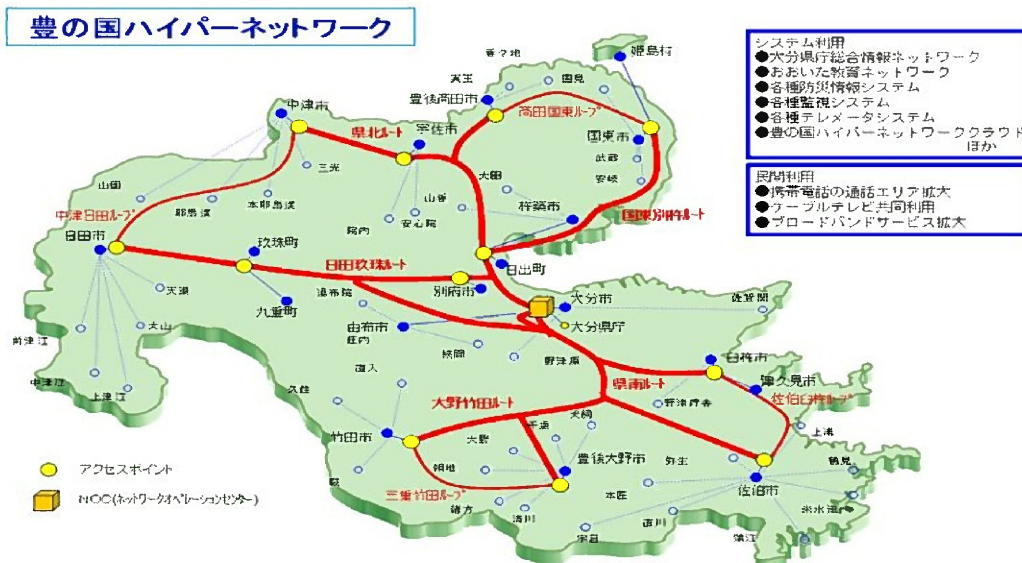 豊の国ハイパーネットワーク
システム利用
●大分県庁総合情報ネットワーク
●おおいた教育ネットワーク
●各種防災情報システム
●各種監視システム
●各種テレメータシステム
●豊の国ハイパーネットワーククラウド
ほか
民間利用
●携帯電話の通話エリア拡大
●ケーブルテレビ共同利用
●ブロードバンドサービス拡大
香々地
姫島村
真玉
国見
豊後高田市
中津市
高田国東ループ
県北ルート
宇佐市
国東市
武蔵
三光
大田
安岐
山国
山香
耶馬溪
本耶馬渓
杵築市
中津日田ループ
安心院
国東別杵ルート
院内
日田市
玖珠町
日田玖珠ルート
日出町
天瀬
湯布院
別府市
九重町
大分市
佐賀関
大山
由布市
大分県庁
庄内
前津江
挾間
野津原
臼杵市
直入
中津江
久住
県南ルート
津久見市
上津江
大野竹田ルート
野津庁舎
佐伯臼杵ループ
犬飼
千歳
竹田市
上浦
大野
豊後大野市
弥生
鶴見
朝地
アクセスポイント
荻
本匠
佐伯市
三重竹田ループ
米水津
NOC(ネットワークオペレーションセンター)
緒方
清川
直川
宇目
蒲江